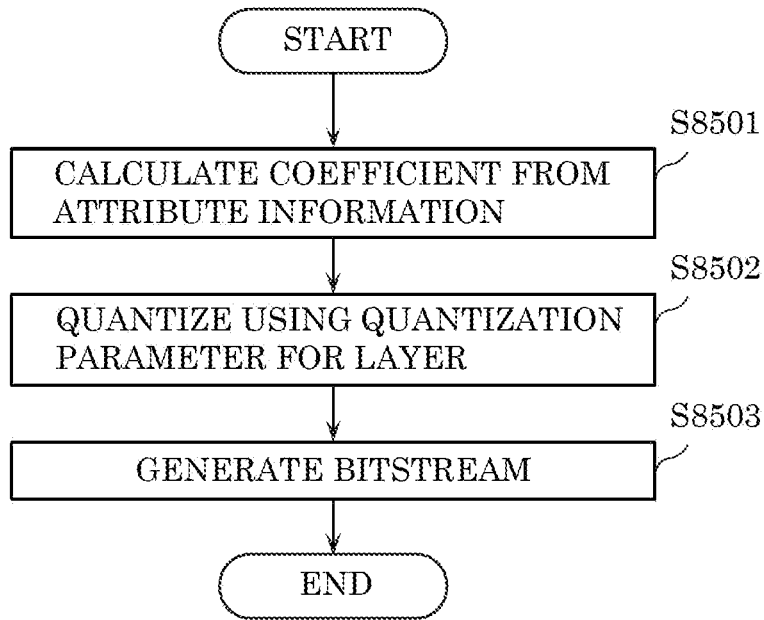 START
S8501
CALCULATE COEFFICIENT FROM
ATTRIBUTE INFORMATION
S8502
QUANTIZE USING QUANTIZATION
PARAMETER FOR LAYER
S8503
GENERATE BITSTREAM
END